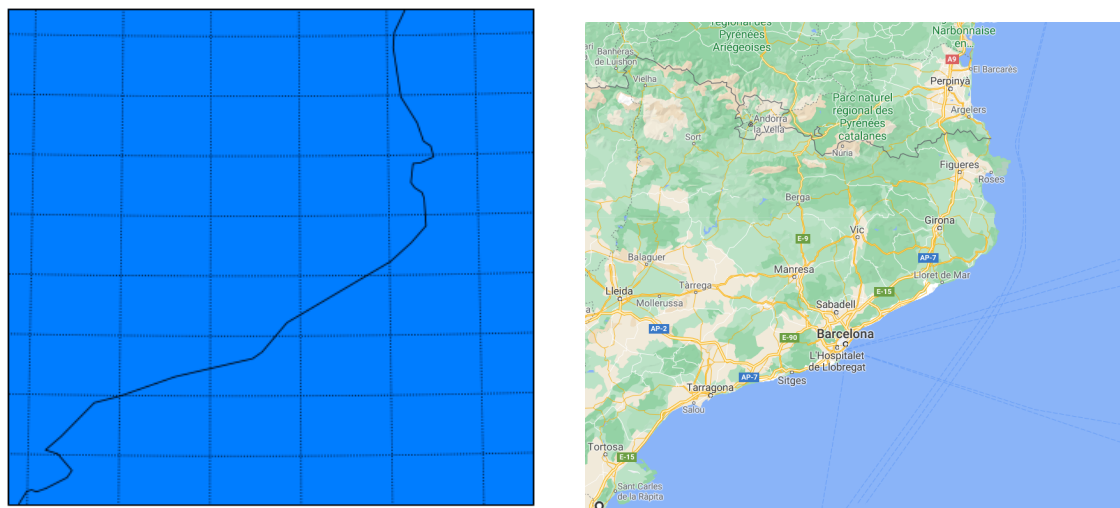 régional des
Pyrénées
Ariégeoises
Narbonnaise
en...
Banhèras
de Luishon
A9
El Barcarès
Vielha
Perpinyà
Parc naturel
régional des
Pyrénées
catalanes
Argelers
Andorra
la Vella
Sort
Núria
Figueres
Roses
Berga
Girona
Vic
E-9
Balaguer
AP-7
Manresa
Lloret de Mar
Lleida
Tàrrega
E-15
Mollerussa
Sabadell
AP-2
Barcelona
E-90
L'Hospitalet
de Llobregat
AP-7
Sitges
Tarragona
Salou
Tortosa
E-15
Sant Carles
de la Ràpita